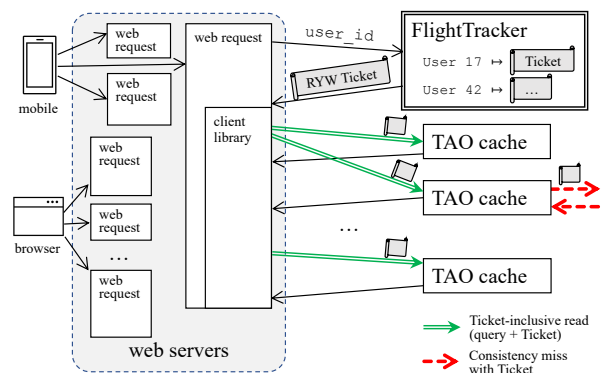 web
request
web request
user_id
FlightTracker
User 17 ↦ Ticket
User 42 ↦ ...
RYW Ticket
mobile
web
request
client
library
TAO cache
web
request
TAO cache
browser
web
request
...
...
web
request
TAO cache
web servers
Ticket-inclusive read
(query + Ticket)
Consistency miss
with Ticket